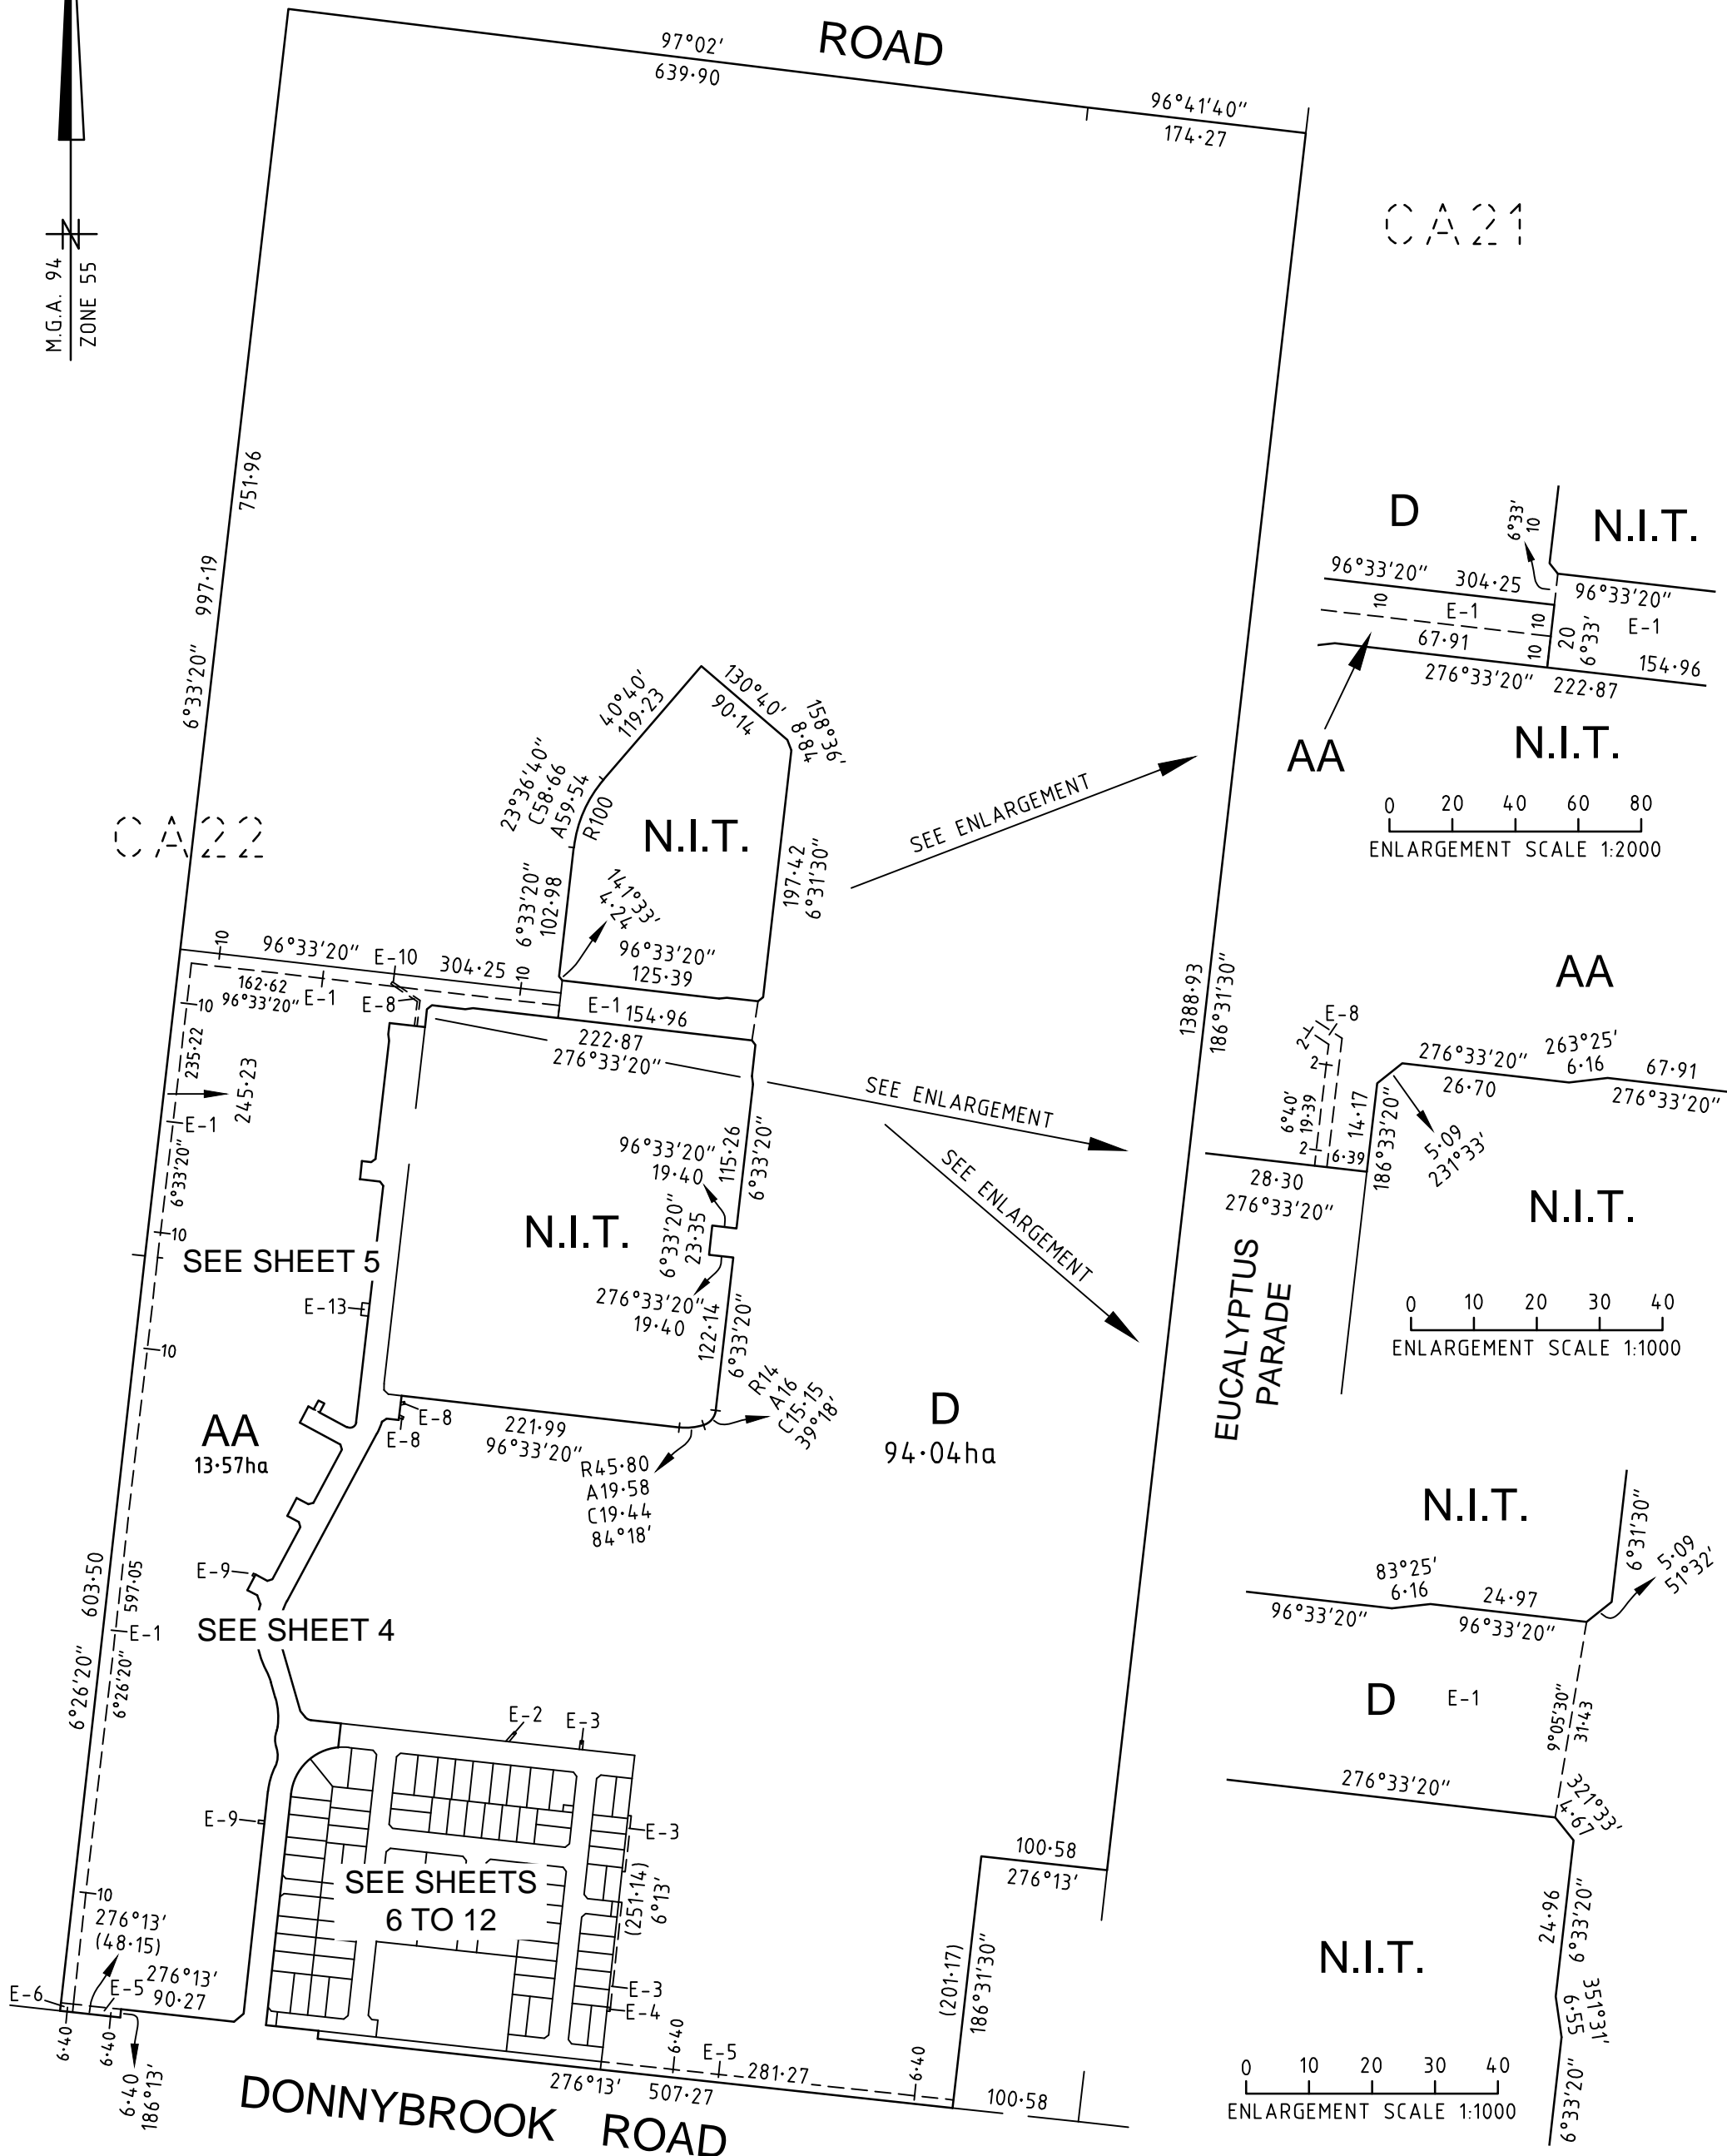 ROAD
97°02'
639·90
96°41'40"
174·27
M.G.A. 94
ZONE 55
N
CA21
751·96
997·19
6°33'20"
CA22
40°40'
119·23
130°40'
90·14
158°36'
8·84
23°36'40"
C58·66
A59·54
R100
N.I.T.
197·42
6°31'30"
6°33'20"
102·98
141°33'
4·24
96°33'20"
125·39
SEE ENLARGEMENT
10
96°33'20"
E-10
304·25
10
162·62
96°33'20"
E-1
E-8
E-1
154·96
222·87
276°33'20"
10
235·22
245·23
E-1
6°33'20"
10
SEE SHEET 5
E-13
10
N.I.T.
96°33'20"
19·40
115·26
6°33'20"
6°33'20"
23·35
276°33'20"
19·40
122·14
6°33'20"
R14
A16
C15·15
39°18'
SEE ENLARGEMENT
SEE ENLARGEMENT
1388·93
186°31'30"
AA
13·57ha
E-8
E-8
221·99
96°33'20"
R45·80
A19·58
C19·44
84°18'
D
94·04ha
603·50
6°26'20"
597·05
6°26'20"
E-1
E-9
SEE SHEET 4
E-2
E-3
E-9
E-3
(251·14)
6°13'
SEE SHEETS
6 TO 12
E-3
E-4
10
276°13'
(48·15)
E-6
E-5
276°13'
90·27
6·40
6·40
6·40
186°13'
100·58
276°13'
(201·17)
186°31'30"
6·40
E-5
281·27
6·40
276°13'
507·27
100·58
DONNYBROOK ROAD
D
6°33'
10
N.I.T.
96°33'20"
304·25
96°33'20"
10
E-1
10
67·91
10
20
6°33'
E-1
154·96
276°33'20"
222·87
AA
N.I.T.
0 20 40 60 80
ENLARGEMENT SCALE 1:2000
AA
E-8
2
2
2
6°40'
19·39
6·39
14·17
186°33'20"
276°33'20"
26·70
263°25'
6·16
67·91
276°33'20"
5·09
231°33'
28·30
276°33'20"
N.I.T.
EUCALYPTUS
PARADE
0 10 20 30 40
ENLARGEMENT SCALE 1:1000
N.I.T.
6°31'30"
83°25'
6·16
24·97
5·09
51°32'
96°33'20"
96°33'20"
D
E-1
9°05'30"
31·43
276°33'20"
321°33'
4·67
24·96
6°33'20"
N.I.T.
351°31'
6·55
6°33'20"
0 10 20 30 40
ENLARGEMENT SCALE 1:1000